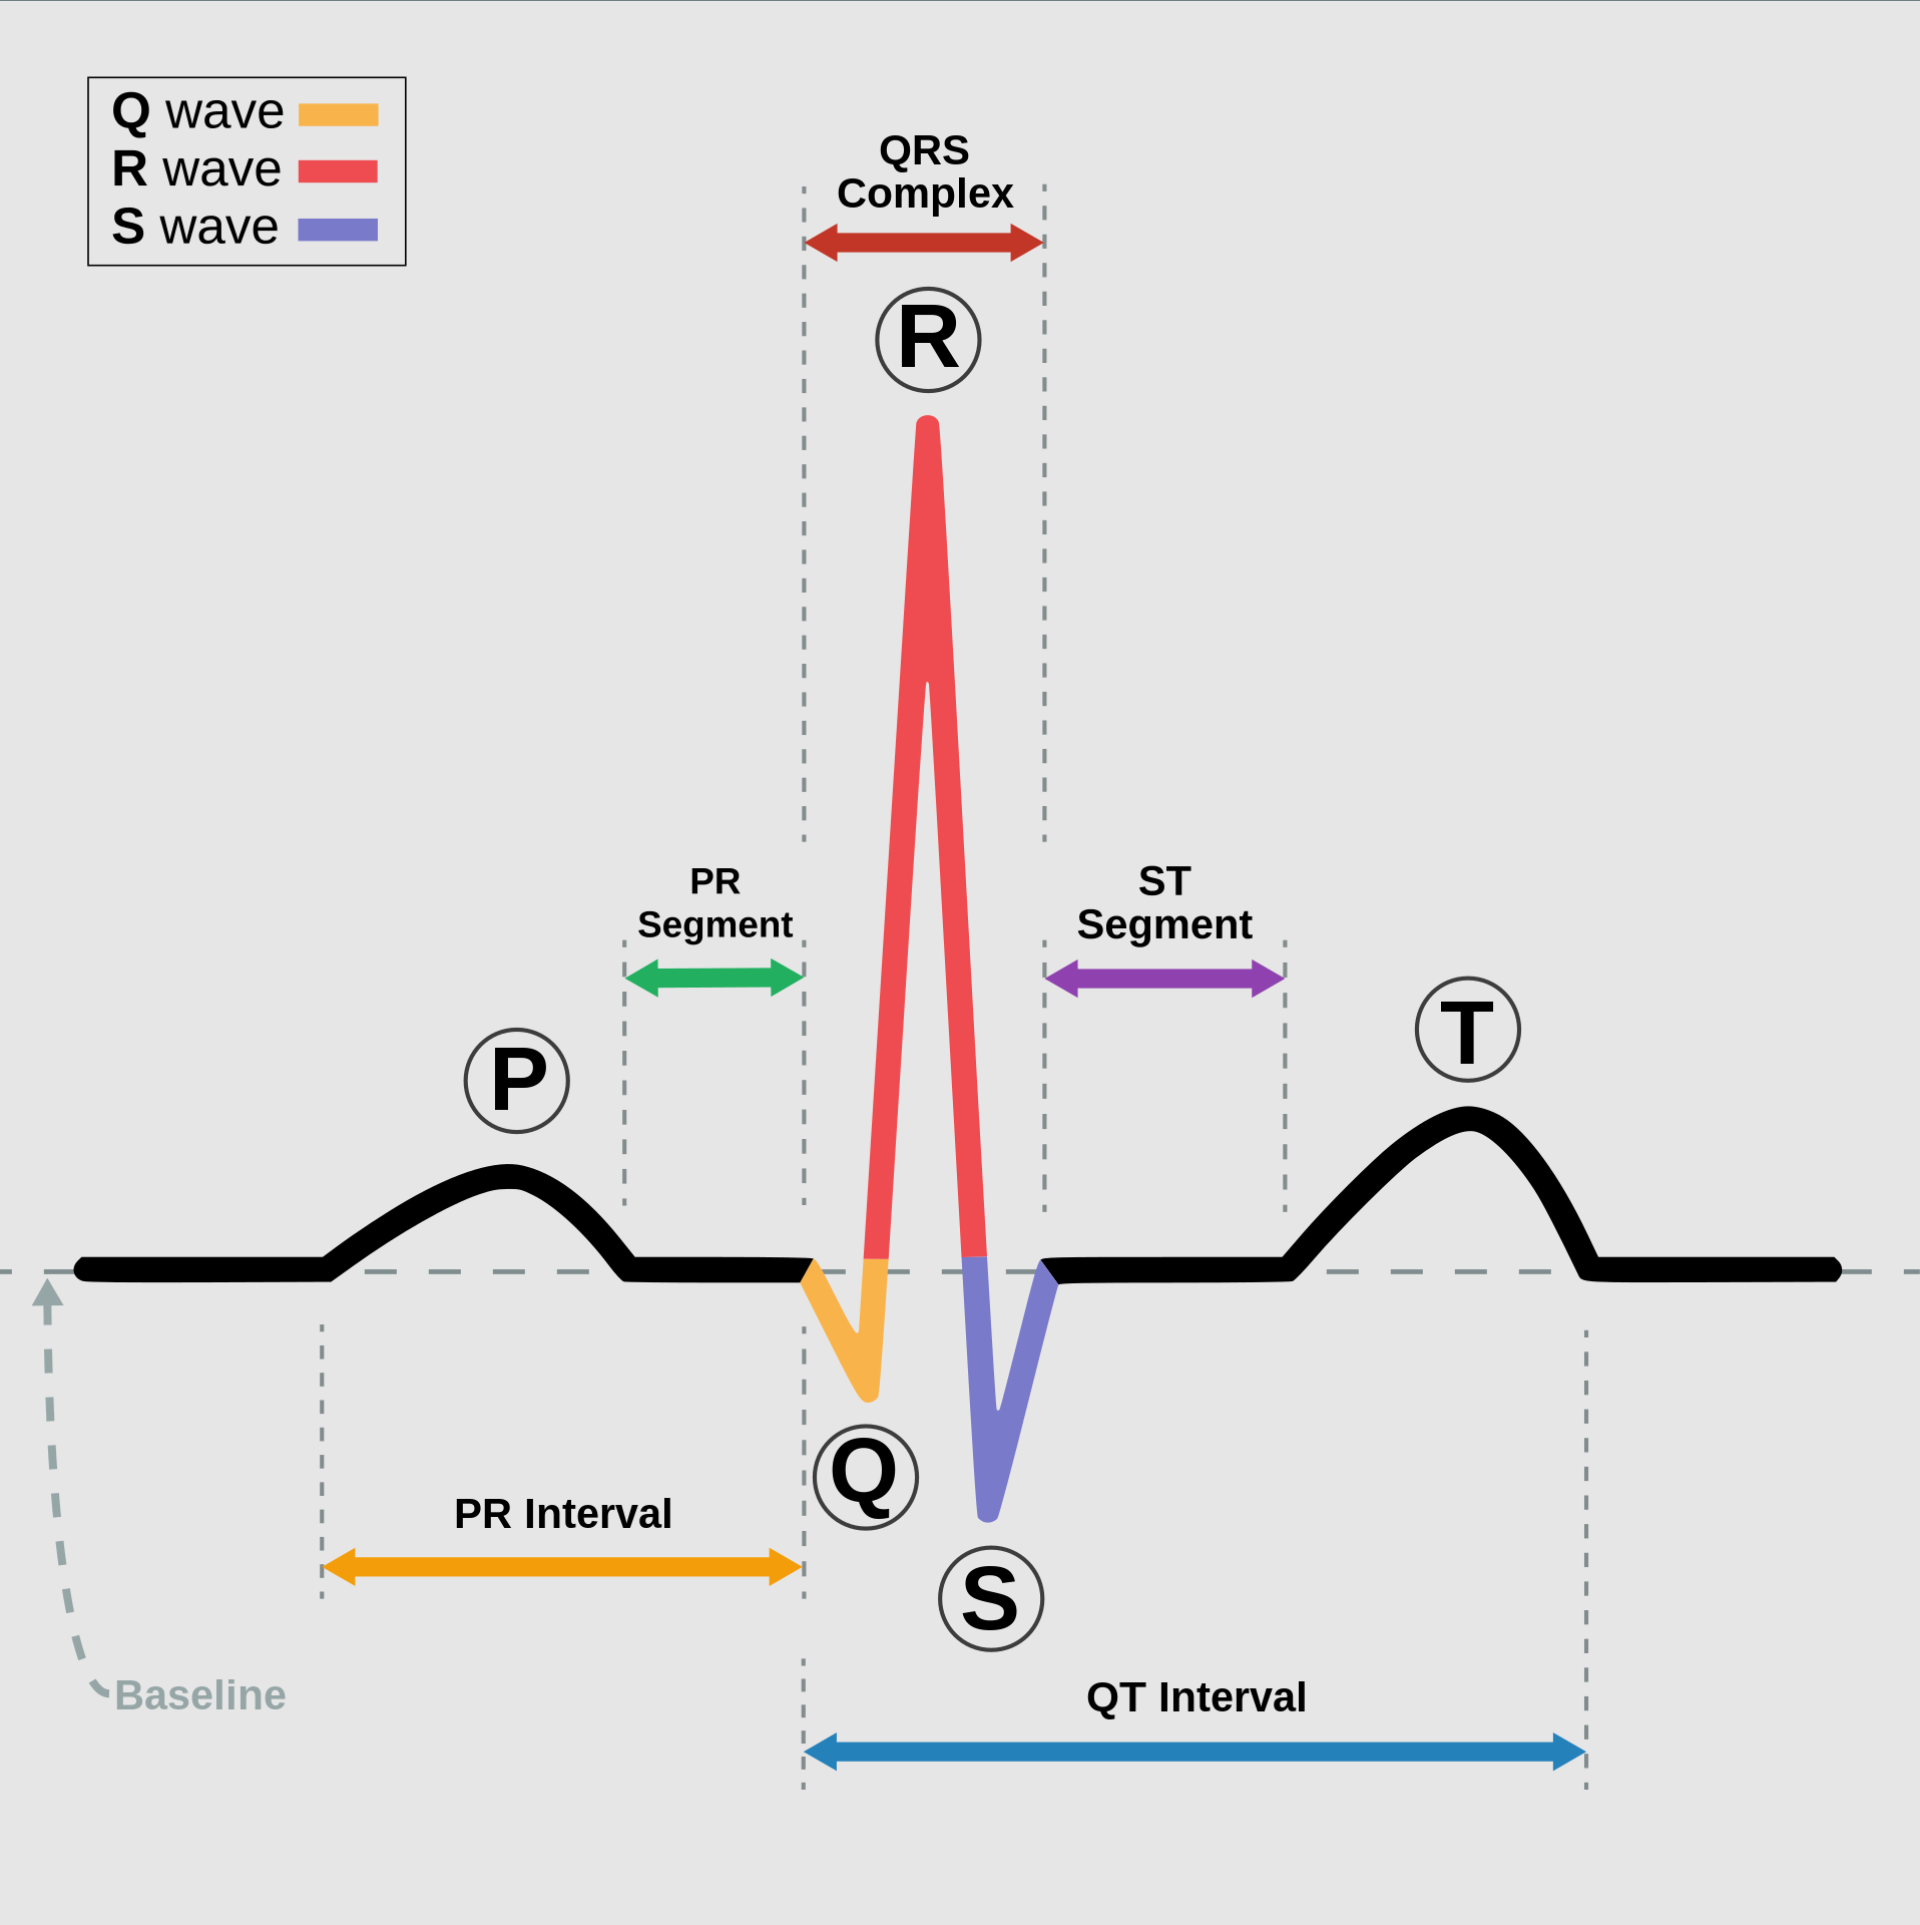 Q wave
R wave
S wave
QRS
Complex
R
PR
Segment
ST
Segment
P
T
Q
PR Interval
S
Baseline
QT Interval